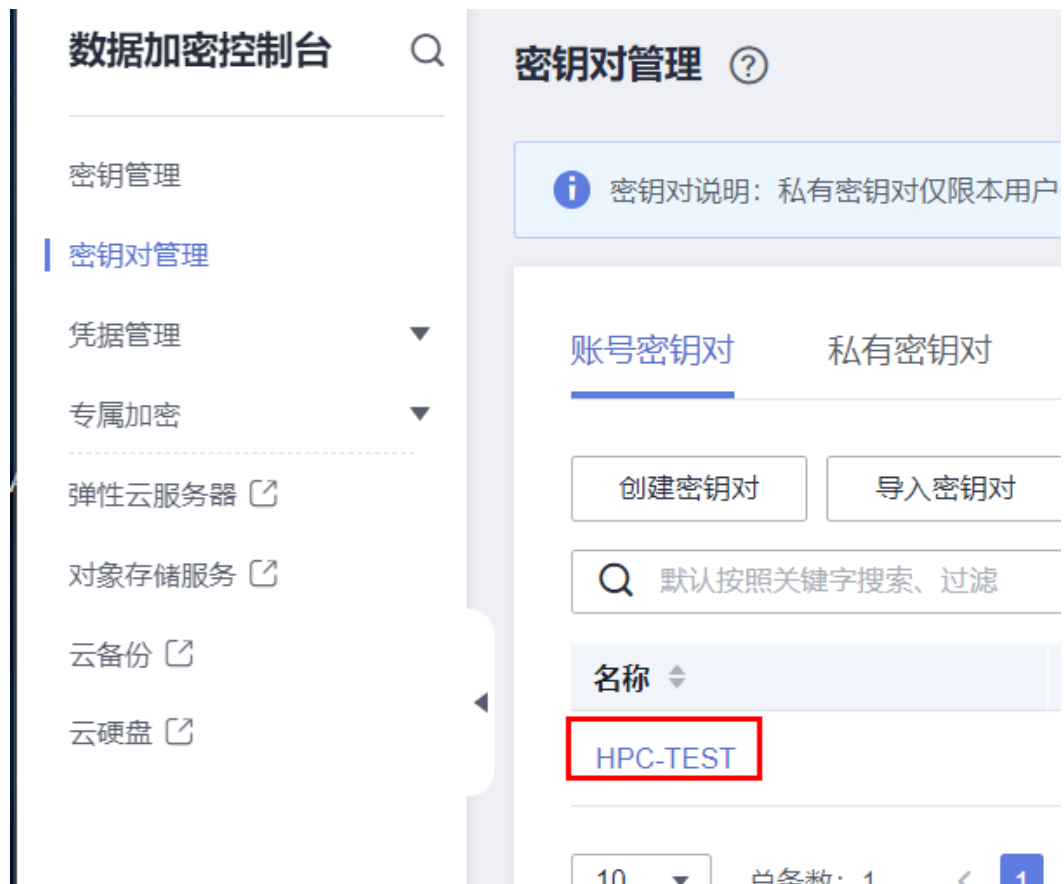 数据加密控制台
密钥管理
密钥对管理
凭据管理
专属加密
弹性云服务器
对象存储服务
云备份
云硬盘
密钥对管理
密钥对说明：私有密钥对仅限本用户
账号密钥对 私有密钥对
创建密钥对 导入密钥对
默认按照关键字搜索、过滤
名称
HPC-TEST
10 总条数：1 1